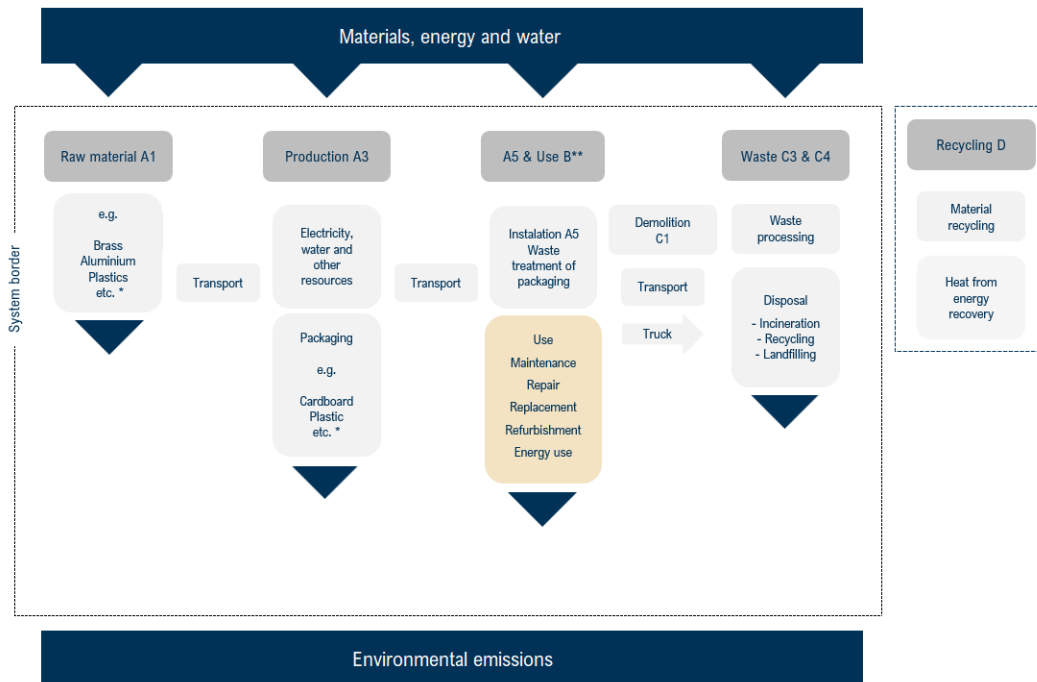 Materials, energy and water
System border
Raw material A1
e.g.
Brass
Aluminium
Plastics
etc. *
Transport
Production A3
Electricity,
water and
other
resources
Packaging
e.g.
Cardboard
Plastic
etc. *
Transport
A5 & Use B**
Instalation A5
Waste
treatment of
packaging
Use
Maintenance
Repair
Replacement
Refurbishment
Energy use
Demolition
C1
Transport
Truck
Waste C3 & C4
Waste
processing
Disposal
- Incineration
- Recycling
- Landfilling
Recycling D
Material
recycling
Heat from
energy
recovery
Environmental emissions